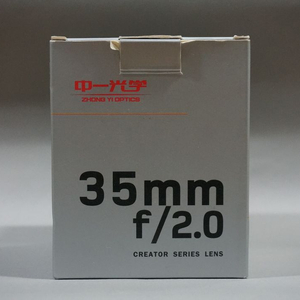 中一光学
ZHONG YI OPTICS
35mm
f/2.0
CREATOR SERIES LENS